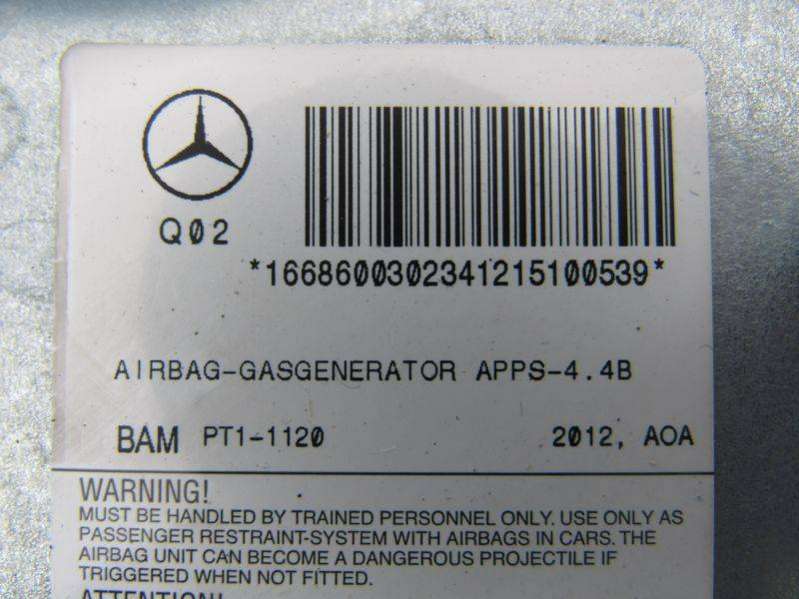 Q02
*1668600302341215100539*
AIRBAG-GASGENERATOR APPS-4.4B
BAM PT1-1120 2012, AOA
WARNING!
MUST BE HANDLED BY TRAINED PERSONNEL ONLY. USE ONLY AS
PASSENGER RESTRAINT-SYSTEM WITH AIRBAGS IN CARS. THE
AIRBAG UNIT CAN BECOME A DANGEROUS PROJECTILE IF
TRIGGERED WHEN NOT FITTED.
ATTENTION!